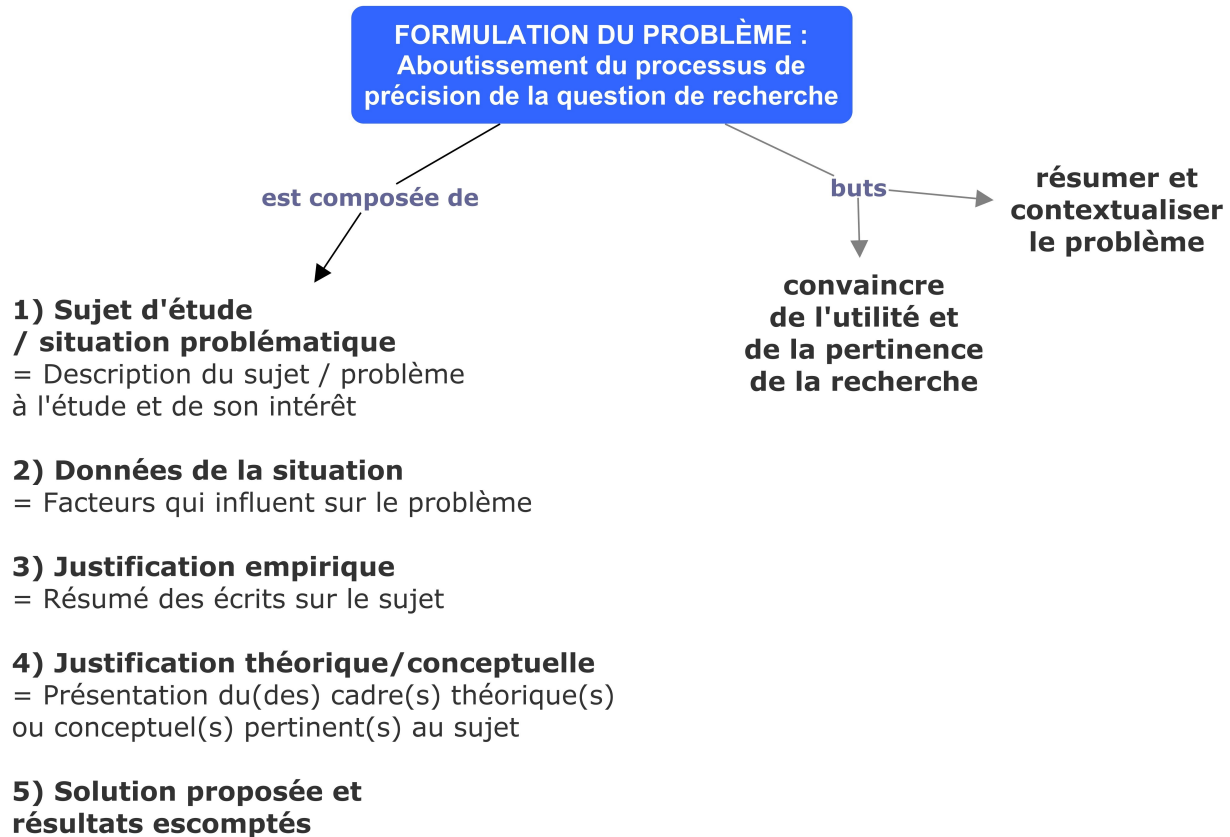 FORMULATION DU PROBLÈME :
Aboutissement du processus de
précision de la question de recherche
est composée de
buts
résumer et
contextualiser
le problème
convaincre
de l'utilité et
de la pertinence
de la recherche
1) Sujet d'étude
/ situation problématique
= Description du sujet / problème
à l'étude et de son intérêt
2) Données de la situation
= Facteurs qui influent sur le problème
3) Justification empirique
= Résumé des écrits sur le sujet
4) Justification théorique/conceptuelle
= Présentation du(des) cadre(s) théorique(s)
ou conceptuel(s) pertinent(s) au sujet
5) Solution proposée et
résultats escomptés